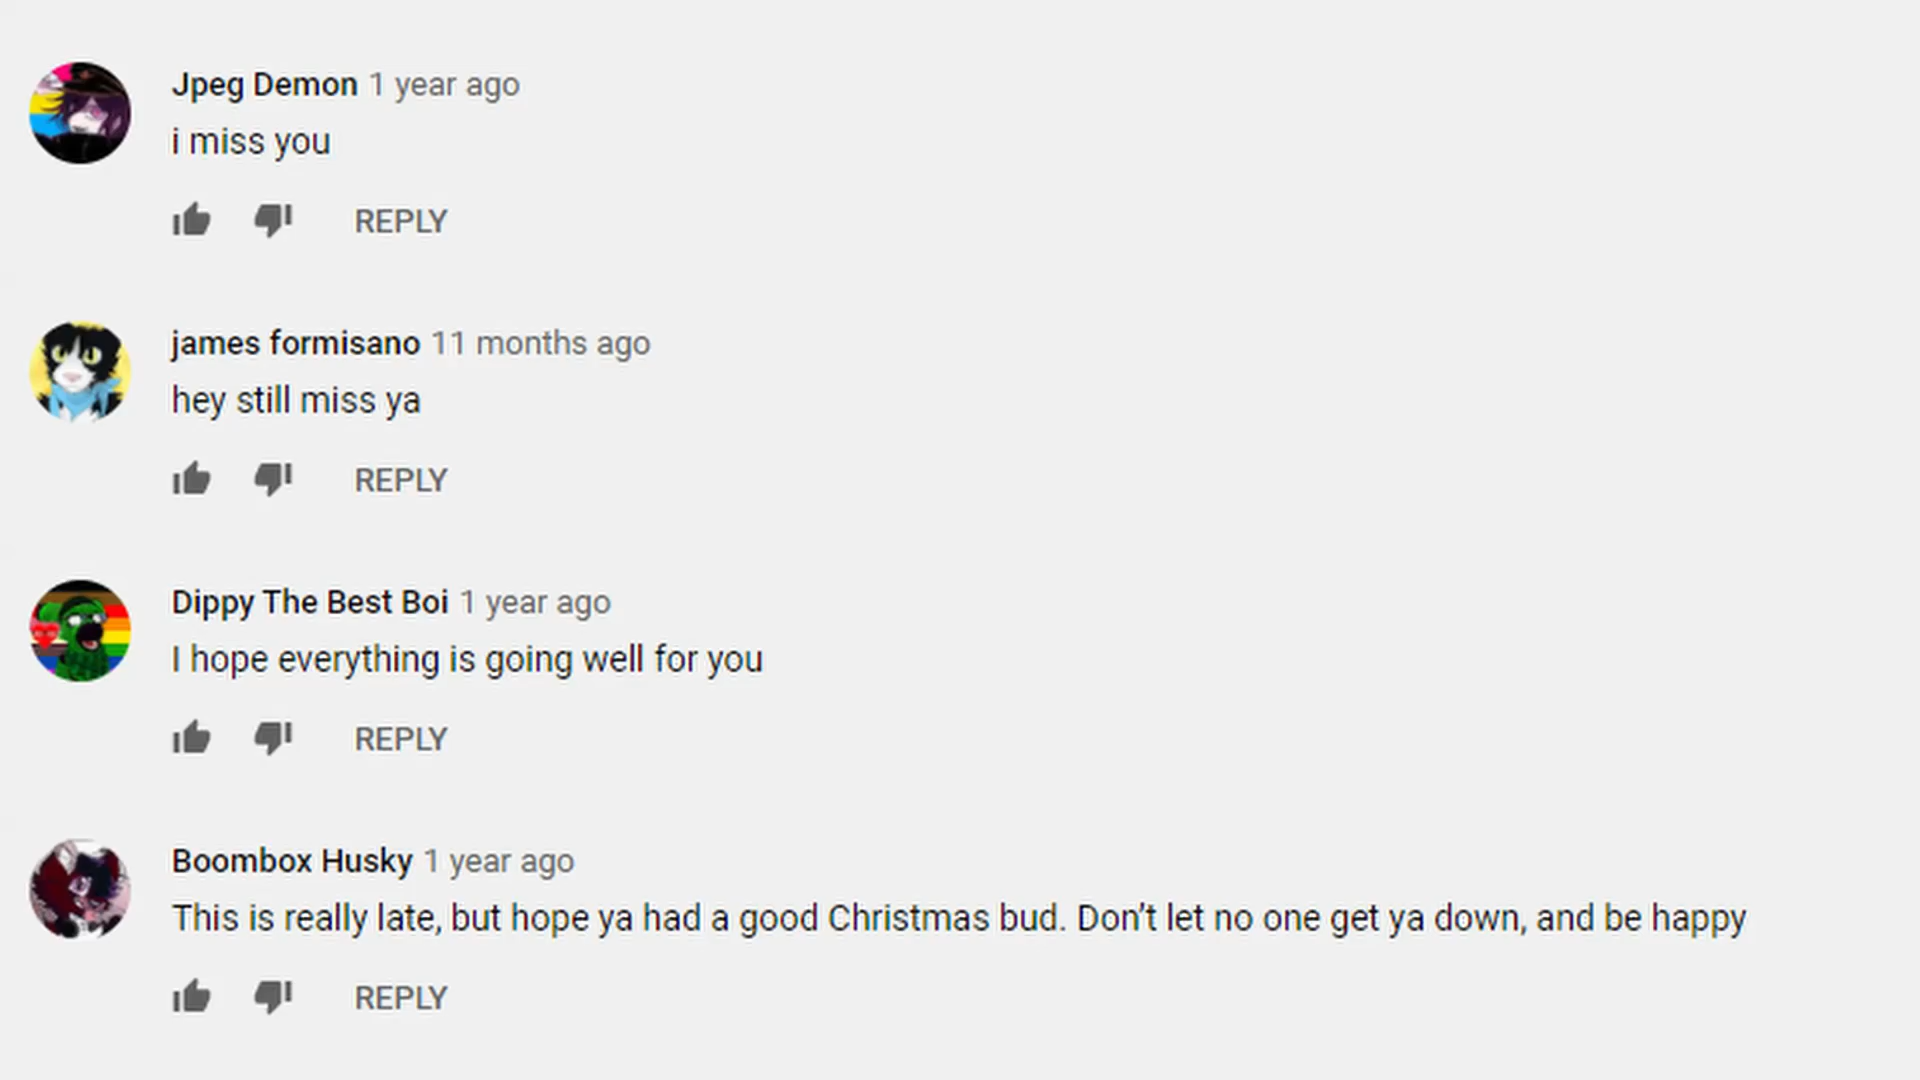 Jpeg Demon 1 year ago
i miss you
REPLY
james formisano 11 months ago
hey still miss ya
REPLY
Dippy The Best Boi 1 year ago
I hope everything is going well for you
REPLY
Boombox Husky 1 year ago
This is really late, but hope ya had a good Christmas bud. Don’t let no one get ya down, and be happy
REPLY